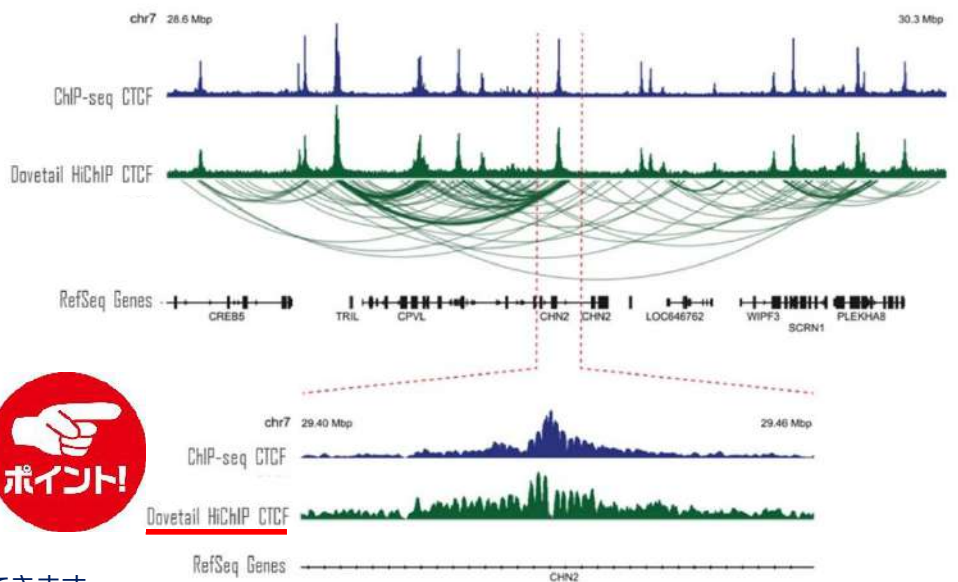 chr7 28.6 Mbp 30.3 Mbp
ChIP-seq CTCF
Dovetail HiChIP CTCF
RefSeq Genes
CREB5 TRIL CPVL CHN2 CHN2 LOC646762 WIPF3 SCRN1 PLEKHA8
chr7 29.40 Mbp 29.46 Mbp
ChIP-seq CTCF
ポイント!
Dovetail HiChIP CTCF
RefSeq Genes
CHN2